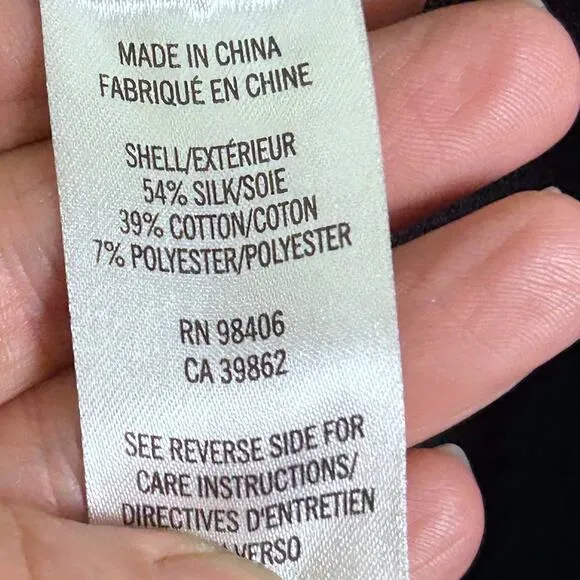 MADE IN CHINA
FABRIQUÉ EN CHINE
SHELL/EXTÉRIEUR
54% SILK/SOIE
39% COTTON/COTON
7% POLYESTER/POLYESTER
RN 98406
CA 39862
SEE REVERSE SIDE FOR
CARE INSTRUCTIONS/
DIRECTIVES D'ENTRETIEN
VERSO